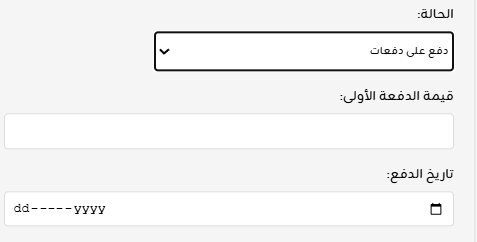 الحالة:
دفع على دفعات
قيمة الدفعة الأولى:
تاريخ الدفع:
dd-----yyyy